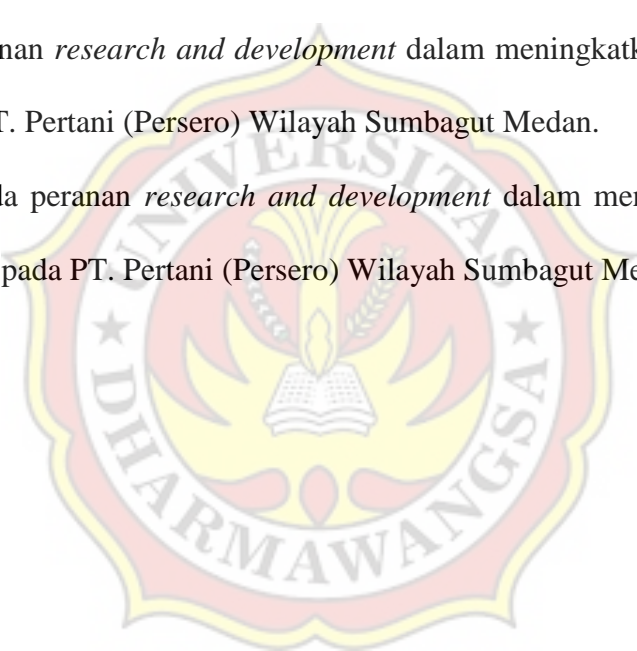 nan research and development dalam meningkatk
T. Pertani (Persero) Wilayah Sumbagut Medan.
da peranan research and development dalam men
pada PT. Pertani (Persero) Wilayah Sumbagut Me
UNIVERSITAS
DHARMAWANGSA